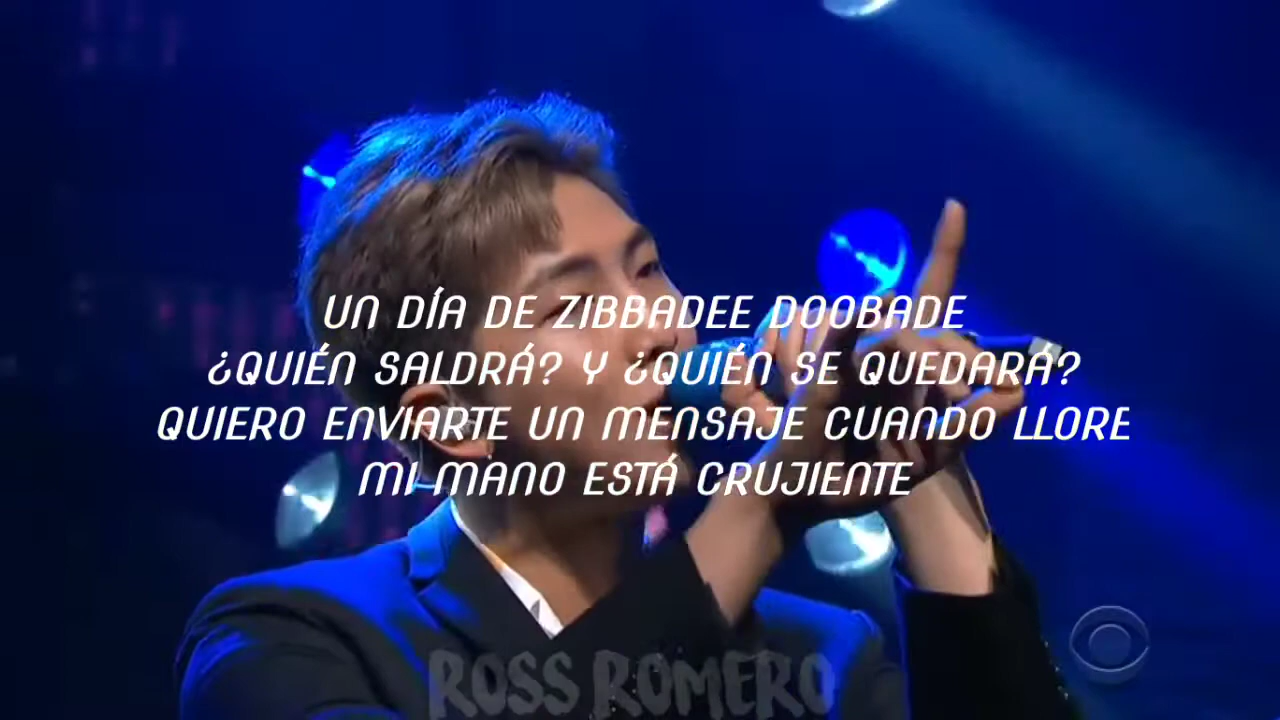 UN DÍA DE ZIBBADEE DOOBADE
¿QUIÉN SALDRÁ? Y ¿QUIÉN SE QUEDARÁ?
QUIERO ENVIARTE UN MENSAJE CUANDO LLORE
MI MANO ESTÁ CRUJIENTE
ROSS ROMERO